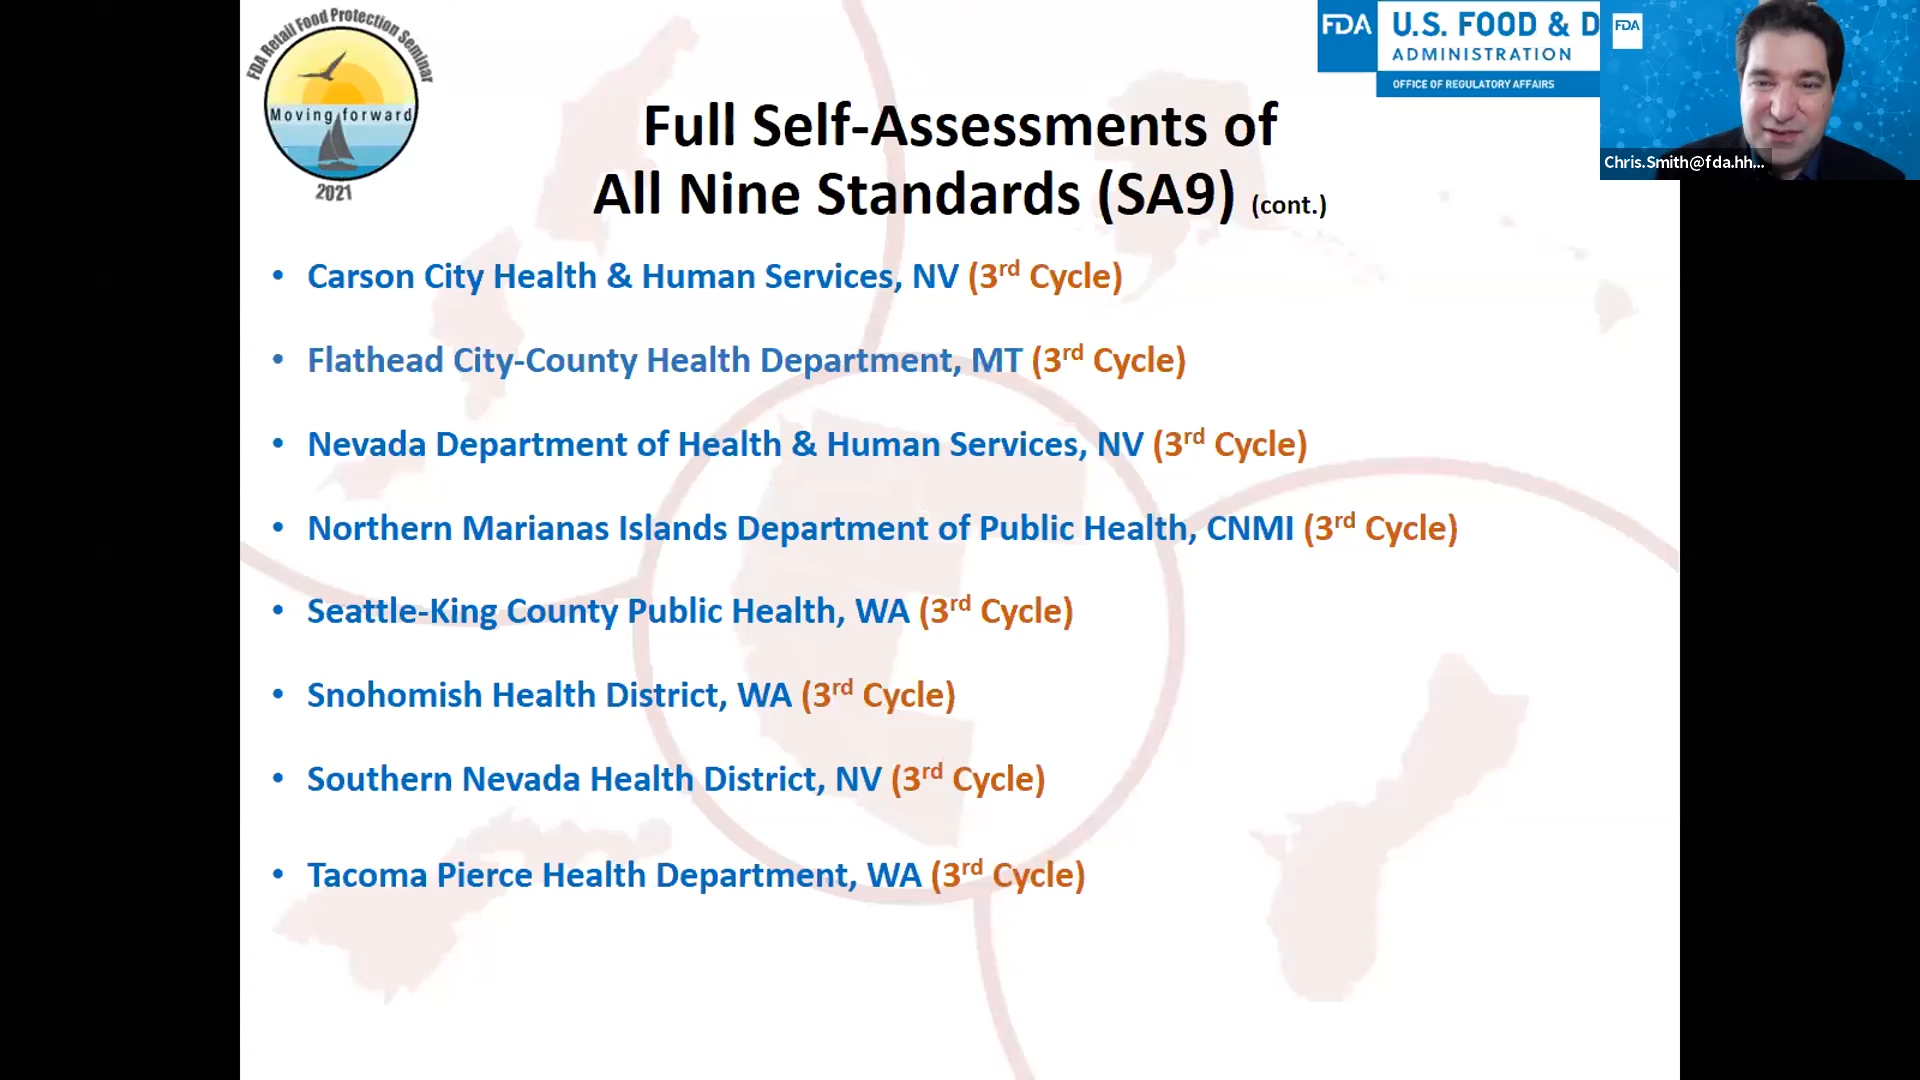 FDA Retail Food Protection Seminar
Moving forward
2021
FDA
U.S. FOOD & D
ADMINISTRATION
OFFICE OF REGULATORY AFFAIRS
FDA
Chris.Smith@fda.hh...
Full Self-Assessments of
All Nine Standards (SA9) (cont.)
• Carson City Health & Human Services, NV (3rd Cycle)
• Flathead City-County Health Department, MT (3rd Cycle)
• Nevada Department of Health & Human Services, NV (3rd Cycle)
• Northern Marianas Islands Department of Public Health, CNMI (3rd Cycle)
• Seattle-King County Public Health, WA (3rd Cycle)
• Snohomish Health District, WA (3rd Cycle)
• Southern Nevada Health District, NV (3rd Cycle)
• Tacoma Pierce Health Department, WA (3rd Cycle)